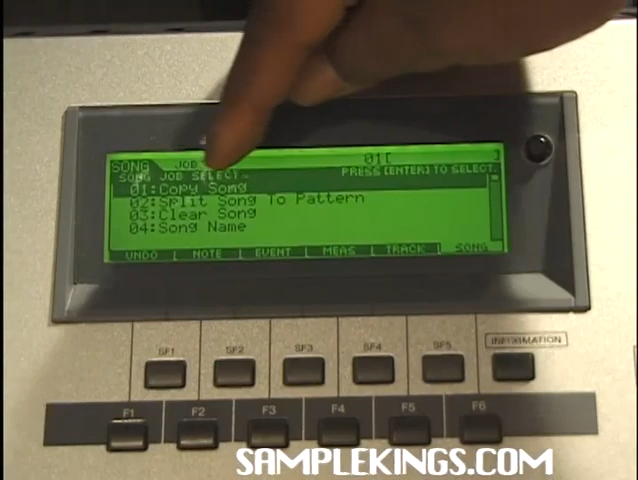 SONG JOB 01[ ]
SONG JOB SELECT PRESS [ENTER] TO SELECT.
01:Copy Song
02:Split Song To Pattern
03:Clear Song
04:Song Name
UNDO NOTE EVENT MEAS TRACK SONG
SF1 SF2 SF3 SF4 SF5 INFORMATION
F1 F2 F3 F4 F5 F6
SAMPLEKINGS.COM